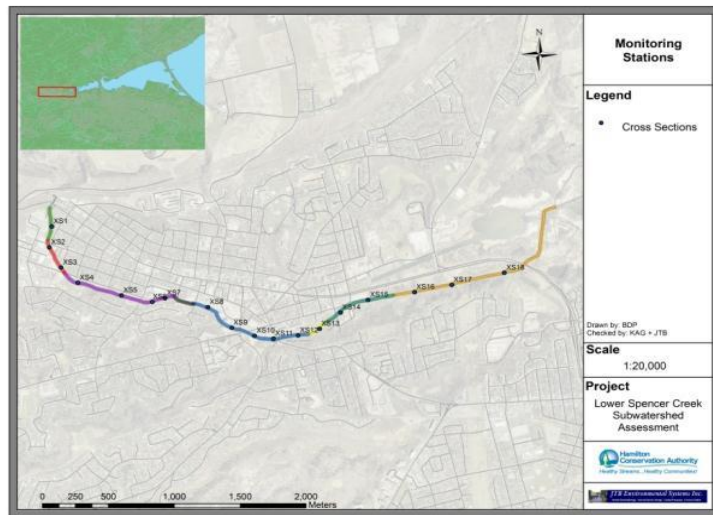 N
Monitoring
Stations
Legend
Cross Sections
XS1
XS2
XS3
XS4
XS5
XS7
XS8
XS9
XS10
XS11
XS12
XS13
XS14
XS15
XS16
XS17
XS18
Drawn by: BDP
Checked by: KAG + JTB
Scale
1:20,000
Project
Lower Spencer Creek
Subwatershed
Assessment
Hamilton
Conservation Authority
Healthy Streams...Healthy Communities!
JTB Environmental Systems Inc.
0 250 500 1,000 1,500 2,000
Meters